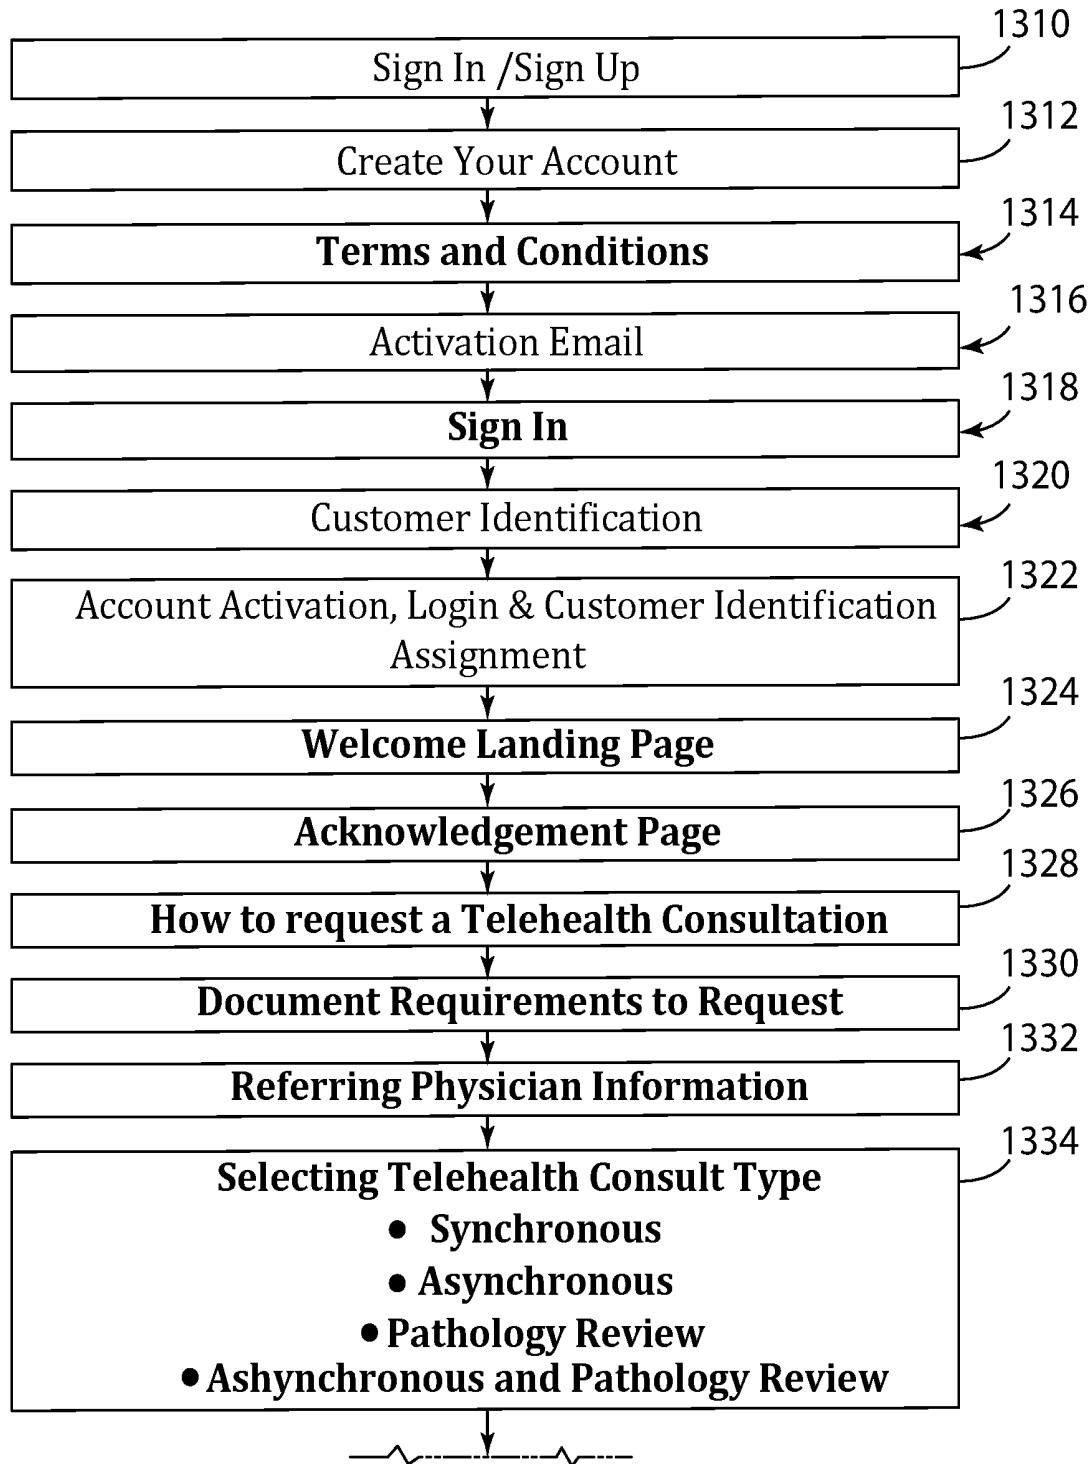 1310
Sign In /Sign Up
1312
Create Your Account
1314
Terms and Conditions
1316
Activation Email
1318
Sign In
1320
Customer Identification
1322
Account Activation, Login & Customer Identification
Assignment
1324
Welcome Landing Page
1326
Acknowledgement Page
1328
How to request a Telehealth Consultation
1330
Document Requirements to Request
1332
Referring Physician Information
1334
Selecting Telehealth Consult Type
• Synchronous
• Asynchronous
• Pathology Review
• Ashynchronous and Pathology Review